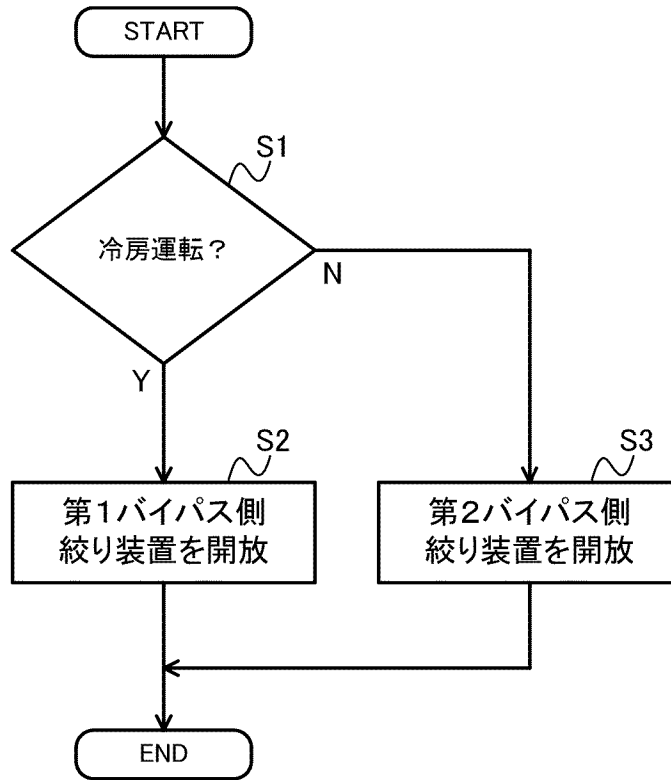 START
S1
冷房運転?
N
Y
S2
第1バイパス側
絞り装置を開放
S3
第2バイパス側
絞り装置を開放
END